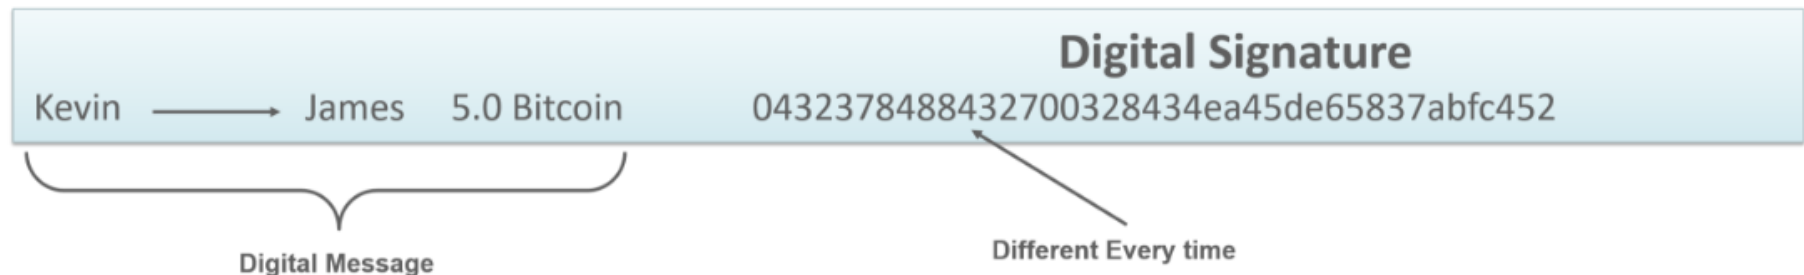 Digital Signature
Kevin James 5.0 Bitcoin 0432378488432700328434ea45de65837abfc452
Different Every time
Digital Message